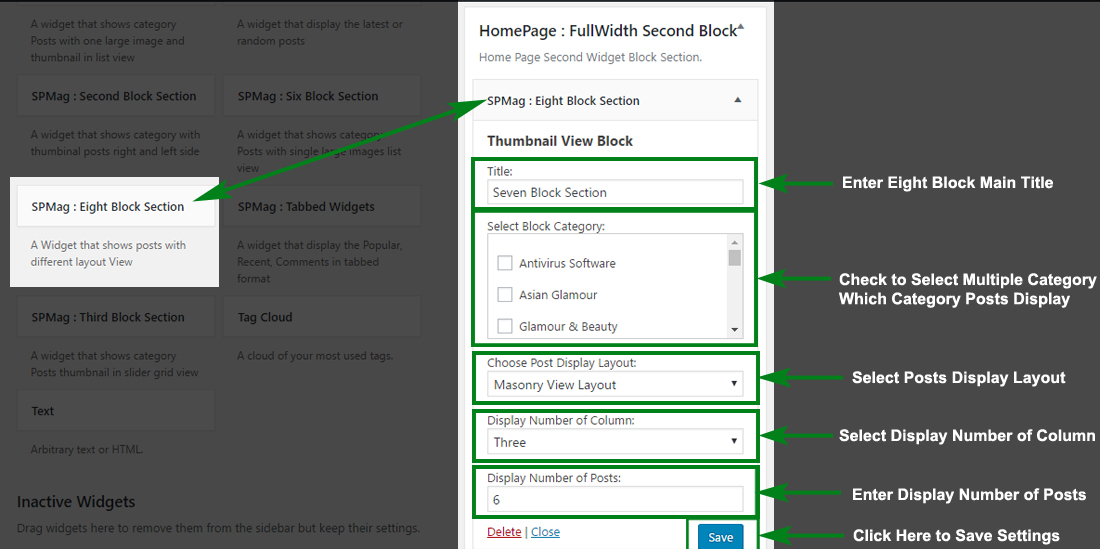 A widget that shows category
Posts with one large image and
thumbnail in list view
A widget that display the latest or
random posts
SPMag : Second Block Section
SPMag : Six Block Section
A widget that shows category with
thumbinal posts right and left side
A widget that shows category
Posts with single large images list
view
SPMag : Eight Block Section
SPMag : Tabbed Widgets
A Widget that shows posts with
different layout View
A widget that display the Popular,
Recent, Comments in tabbed
format
SPMag : Third Block Section
Tag Cloud
A widget that shows category
Posts thumbnail in slider grid view
A cloud of your most used tags.
Text
Arbitrary text or HTML.
Inactive Widgets
Drag widgets here to remove them from the sidebar but keep their settings.
HomePage : FullWidth Second Block
Home Page Second Widget Block Section.
SPMag : Eight Block Section
Thumbnail View Block
Title:
Seven Block Section
Select Block Category:
Antivirus Software
Asian Glamour
Glamour & Beauty
Choose Post Display Layout:
Masonry View Layout
Display Number of Column:
Three
Display Number of Posts:
6
Delete | Close
Save
Enter Eight Block Main Title
Check to Select Multiple Category
Which Category Posts Display
Select Posts Display Layout
Select Display Number of Column
Enter Display Number of Posts
Click Here to Save Settings